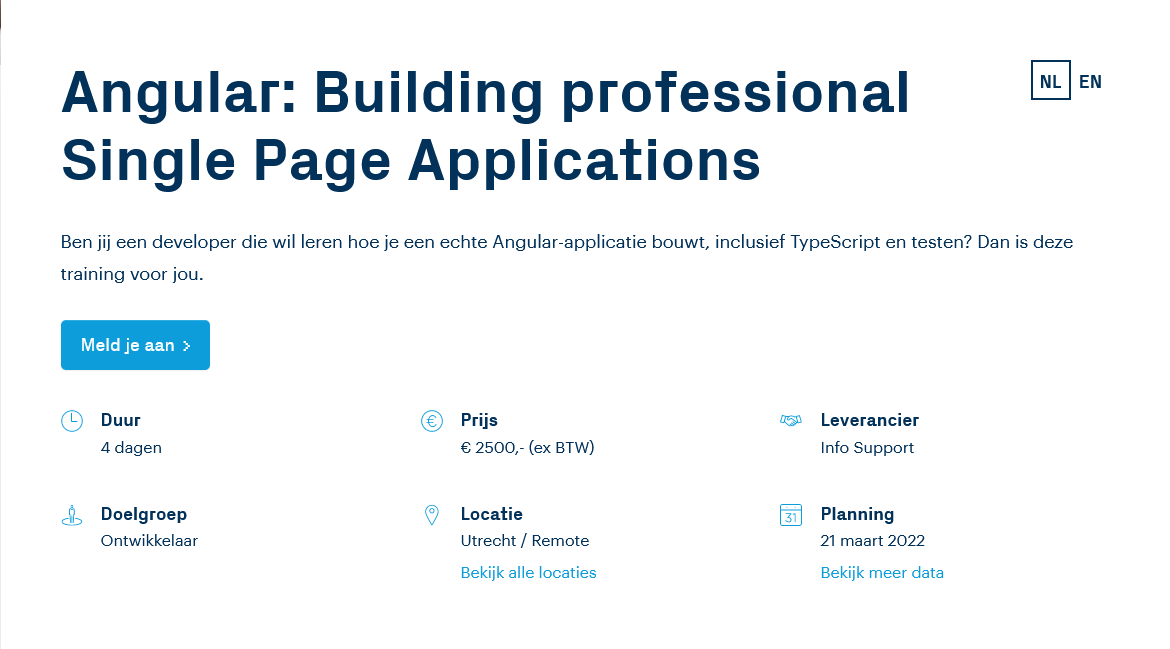 Angular: Building professional
Single Page Applications
NL EN
Ben jij een developer die wil leren hoe je een echte Angular-applicatie bouwt, inclusief TypeScript en testen? Dan is deze
training voor jou.
Meld je aan >
Duur
4 dagen
Prijs
€ 2500,- (ex BTW)
Leverancier
Info Support
Doelgroep
Ontwikkelaar
Locatie
Utrecht / Remote
Bekijk alle locaties
31
Planning
21 maart 2022
Bekijk meer data